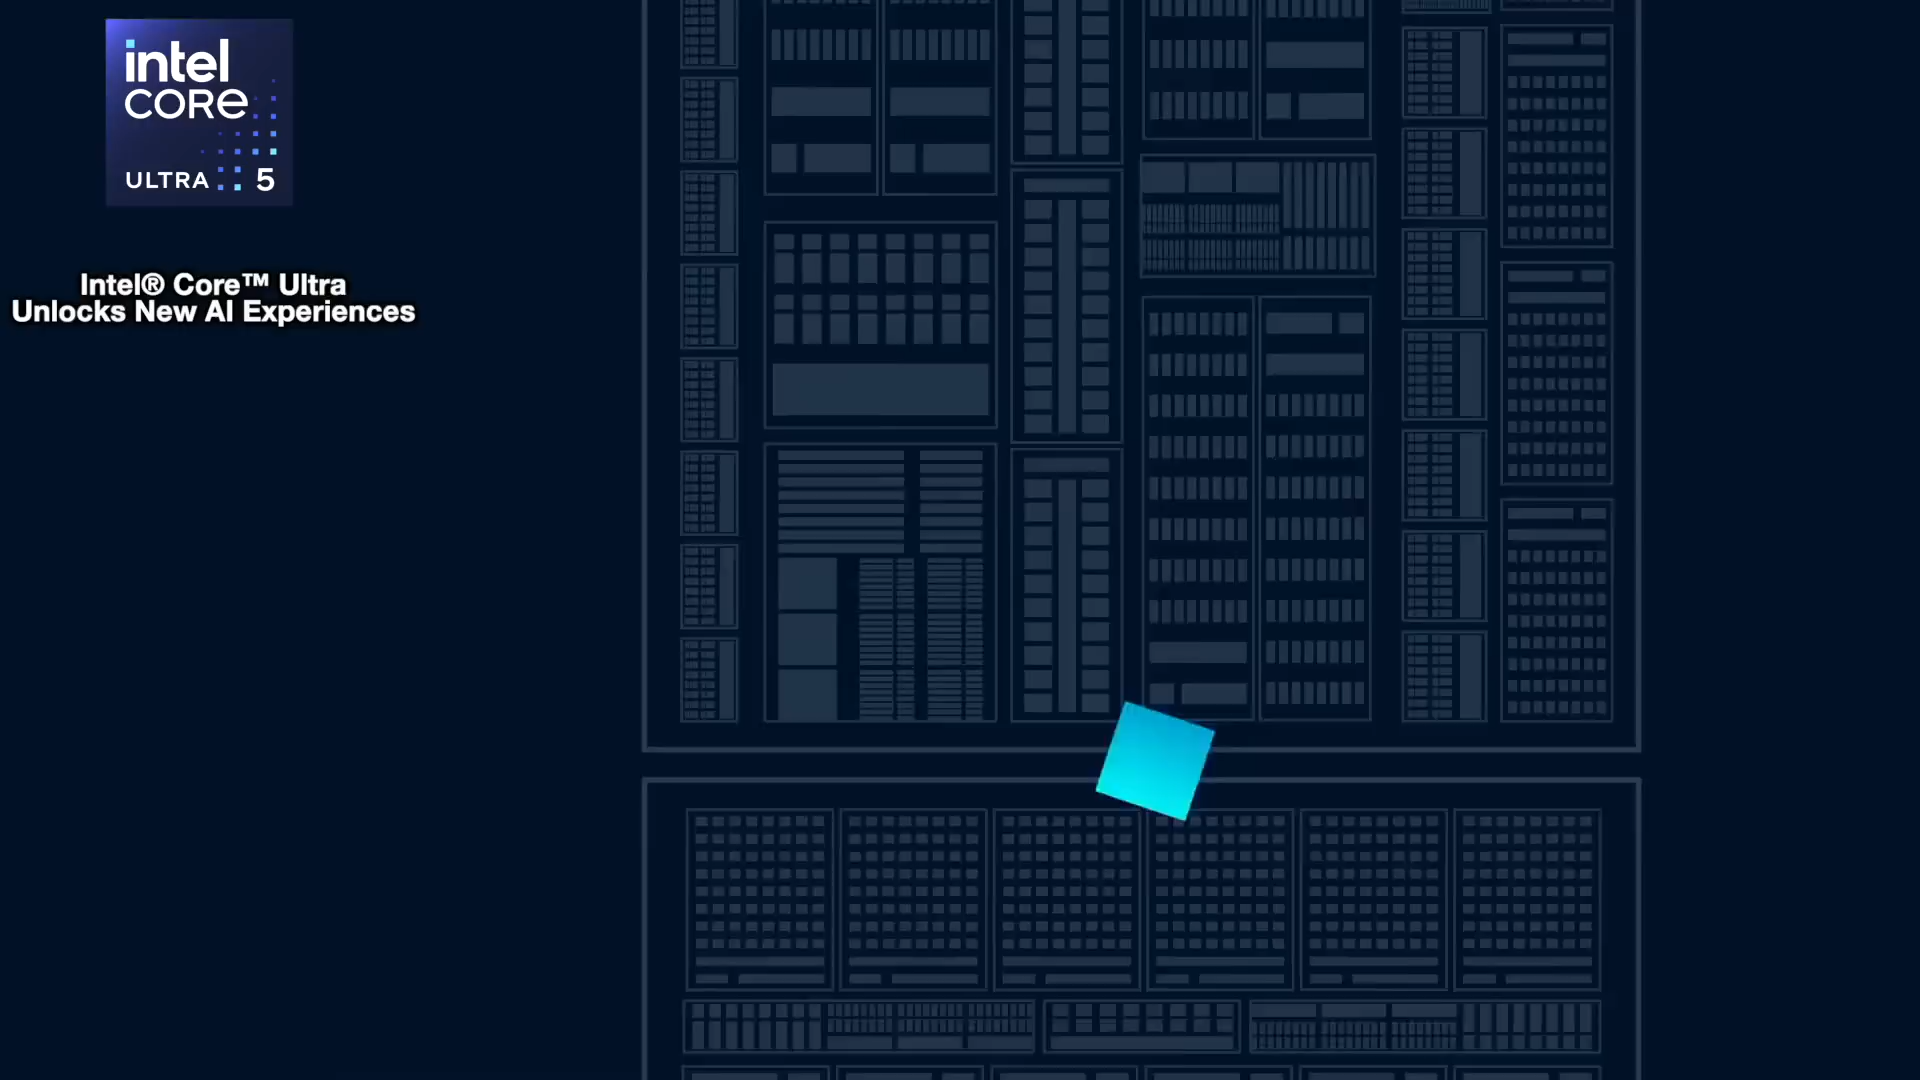 intel
CORE
ULTRA 5
Intel® Core™ Ultra
Unlocks New AI Experiences